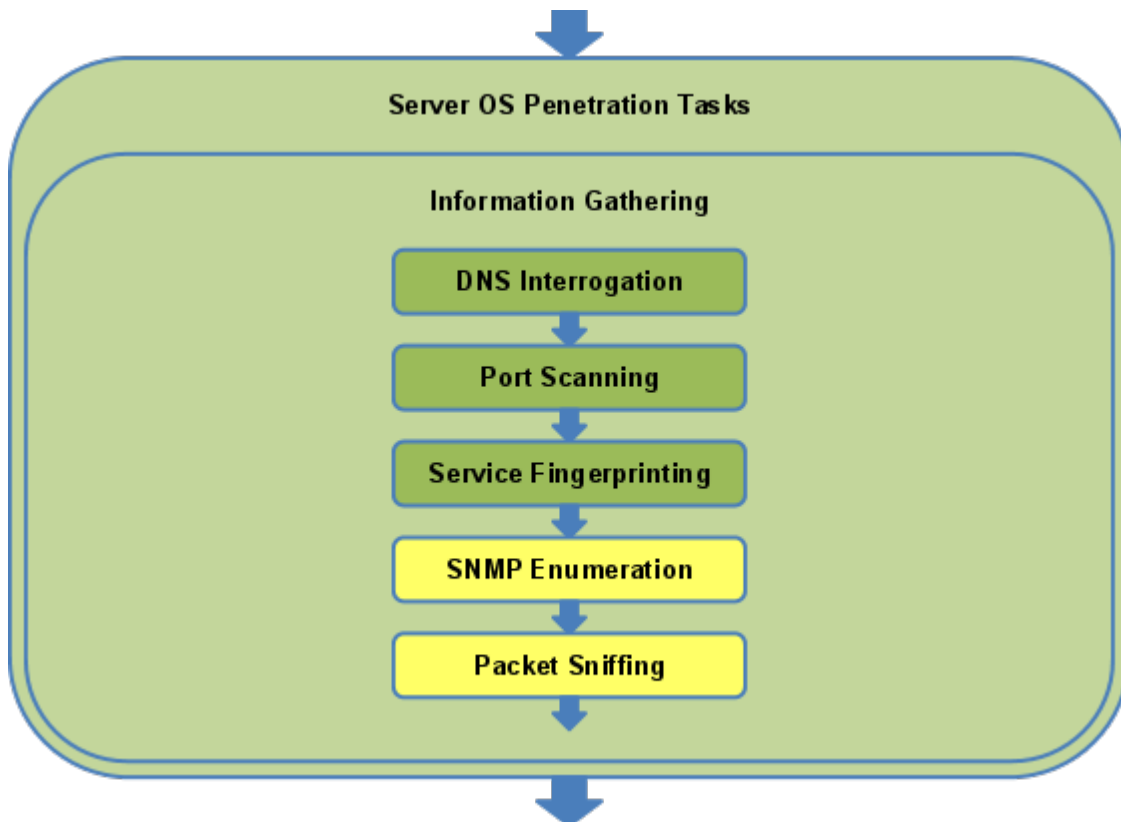 Server OS Penetration Tasks
Information Gathering
DNS Interrogation
Port Scanning
Service Fingerprinting
SNMP Enumeration
Packet Sniffing